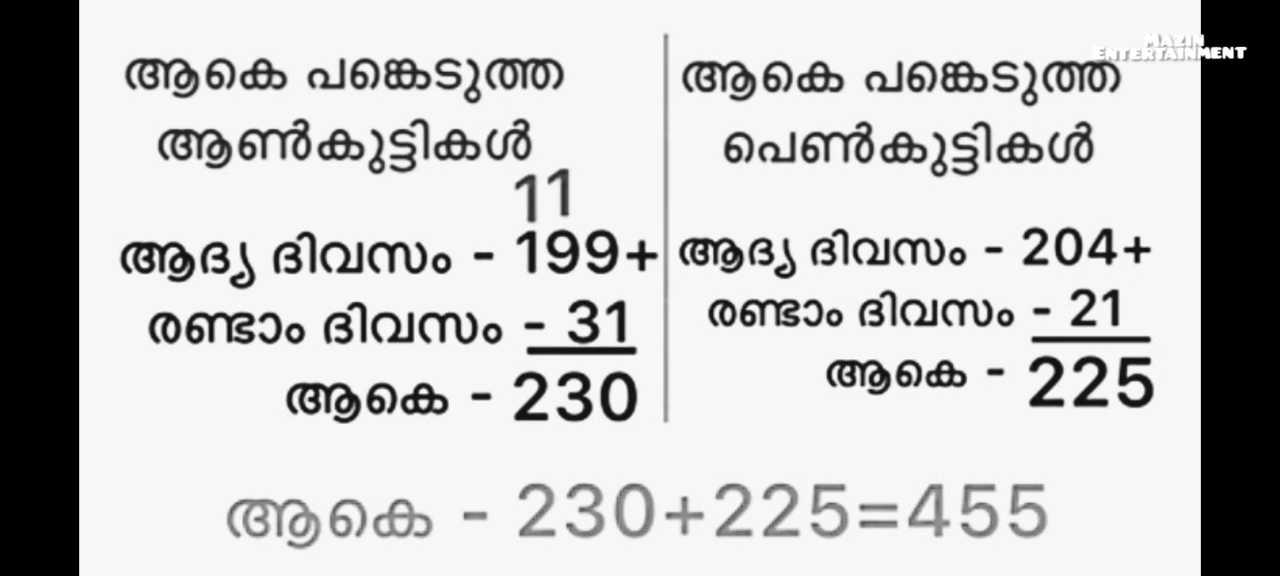 MAZIN
ENTERTAINMENT
ആകെ പങ്കെടുത്ത
ആൺകുട്ടികൾ
11
ആദ്യ ദിവസം - 199+
രണ്ടാം ദിവസം - 31
ആകെ - 230
ആകെ പങ്കെടുത്ത
പെൺകുട്ടികൾ
ആദ്യ ദിവസം - 204+
രണ്ടാം ദിവസം - 21
ആകെ - 225
ആകെ - 230+225=455